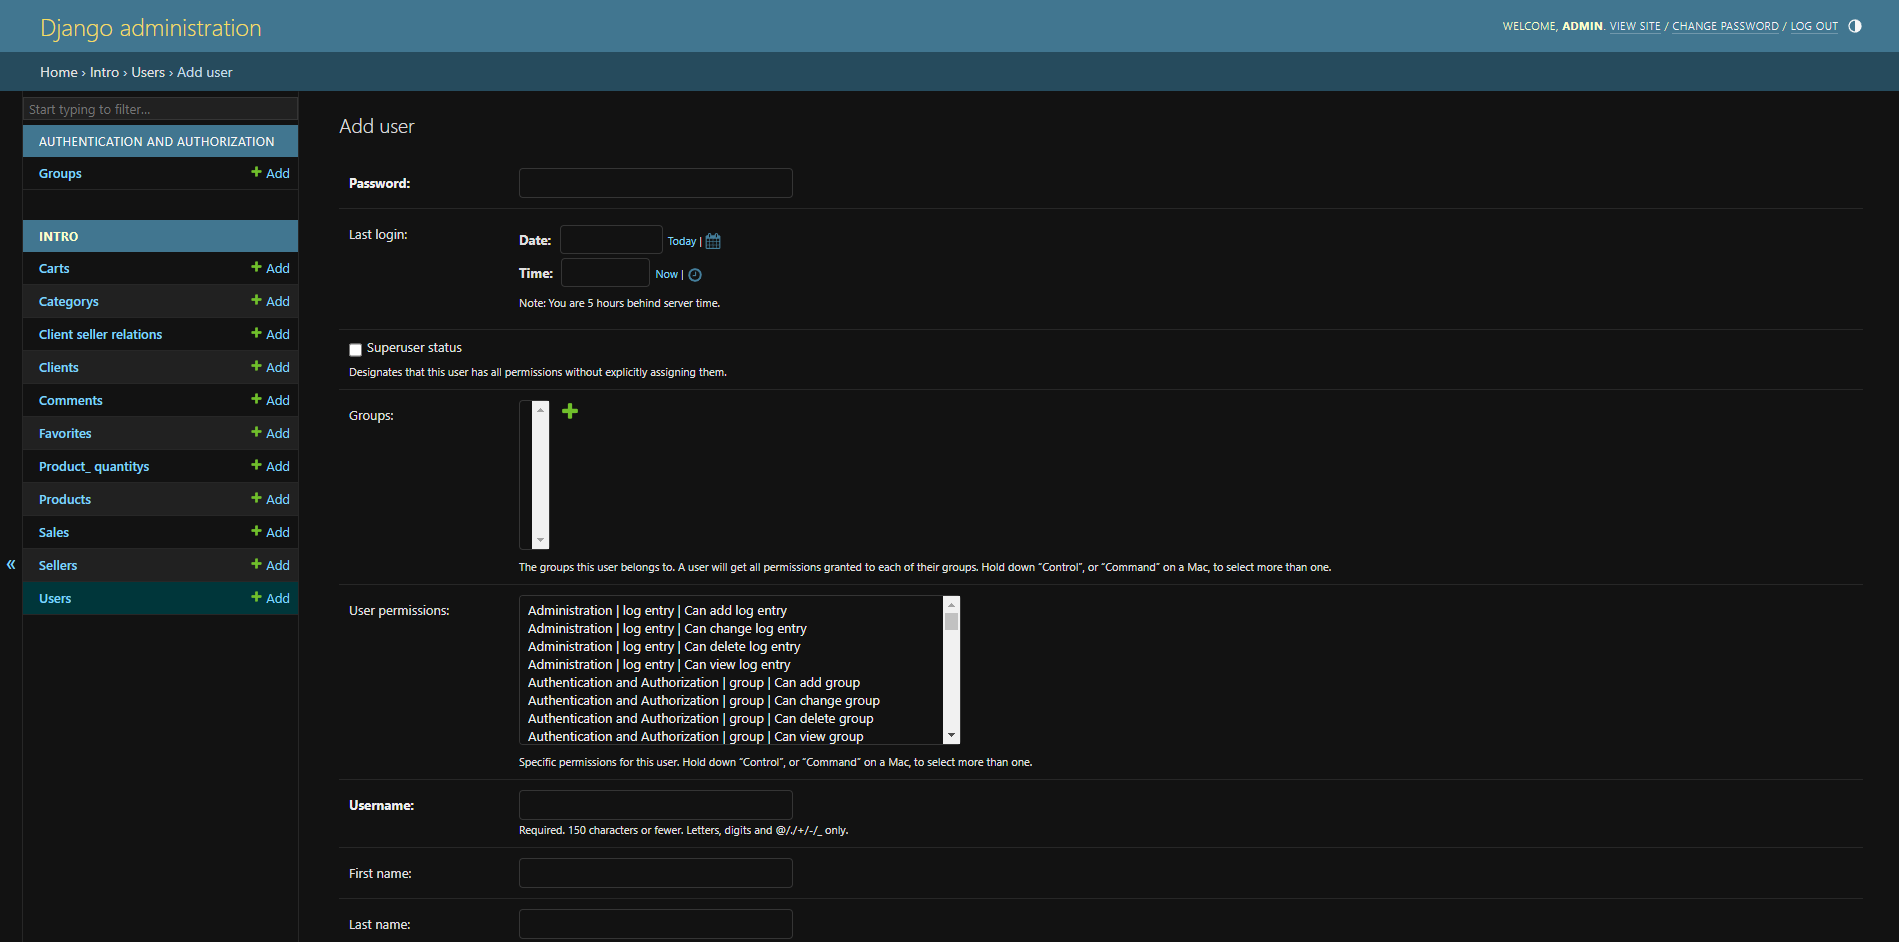 Django administration
WELCOME, ADMIN. VIEW SITE / CHANGE PASSWORD / LOG OUT
Home › Intro › Users › Add user
Start typing to filter...
AUTHENTICATION AND AUTHORIZATION
Groups + Add
INTRO
Carts + Add
Categorys + Add
Client seller relations + Add
Clients + Add
Comments + Add
Favorites + Add
Product_ quantitys + Add
Products + Add
Sales + Add
Sellers + Add
Users + Add
«
Add user
Password:
Last login:
Date: Today |
Time: Now |
Note: You are 5 hours behind server time.
Superuser status
Designates that this user has all permissions without explicitly assigning them.
Groups:
The groups this user belongs to. A user will get all permissions granted to each of their groups. Hold down “Control”, or “Command” on a Mac, to select more than one.
User permissions:
Administration | log entry | Can add log entry
Administration | log entry | Can change log entry
Administration | log entry | Can delete log entry
Administration | log entry | Can view log entry
Authentication and Authorization | group | Can add group
Authentication and Authorization | group | Can change group
Authentication and Authorization | group | Can delete group
Authentication and Authorization | group | Can view group
Specific permissions for this user. Hold down “Control”, or “Command” on a Mac, to select more than one.
Username:
Required. 150 characters or fewer. Letters, digits and @/./+/-/_ only.
First name:
Last name: